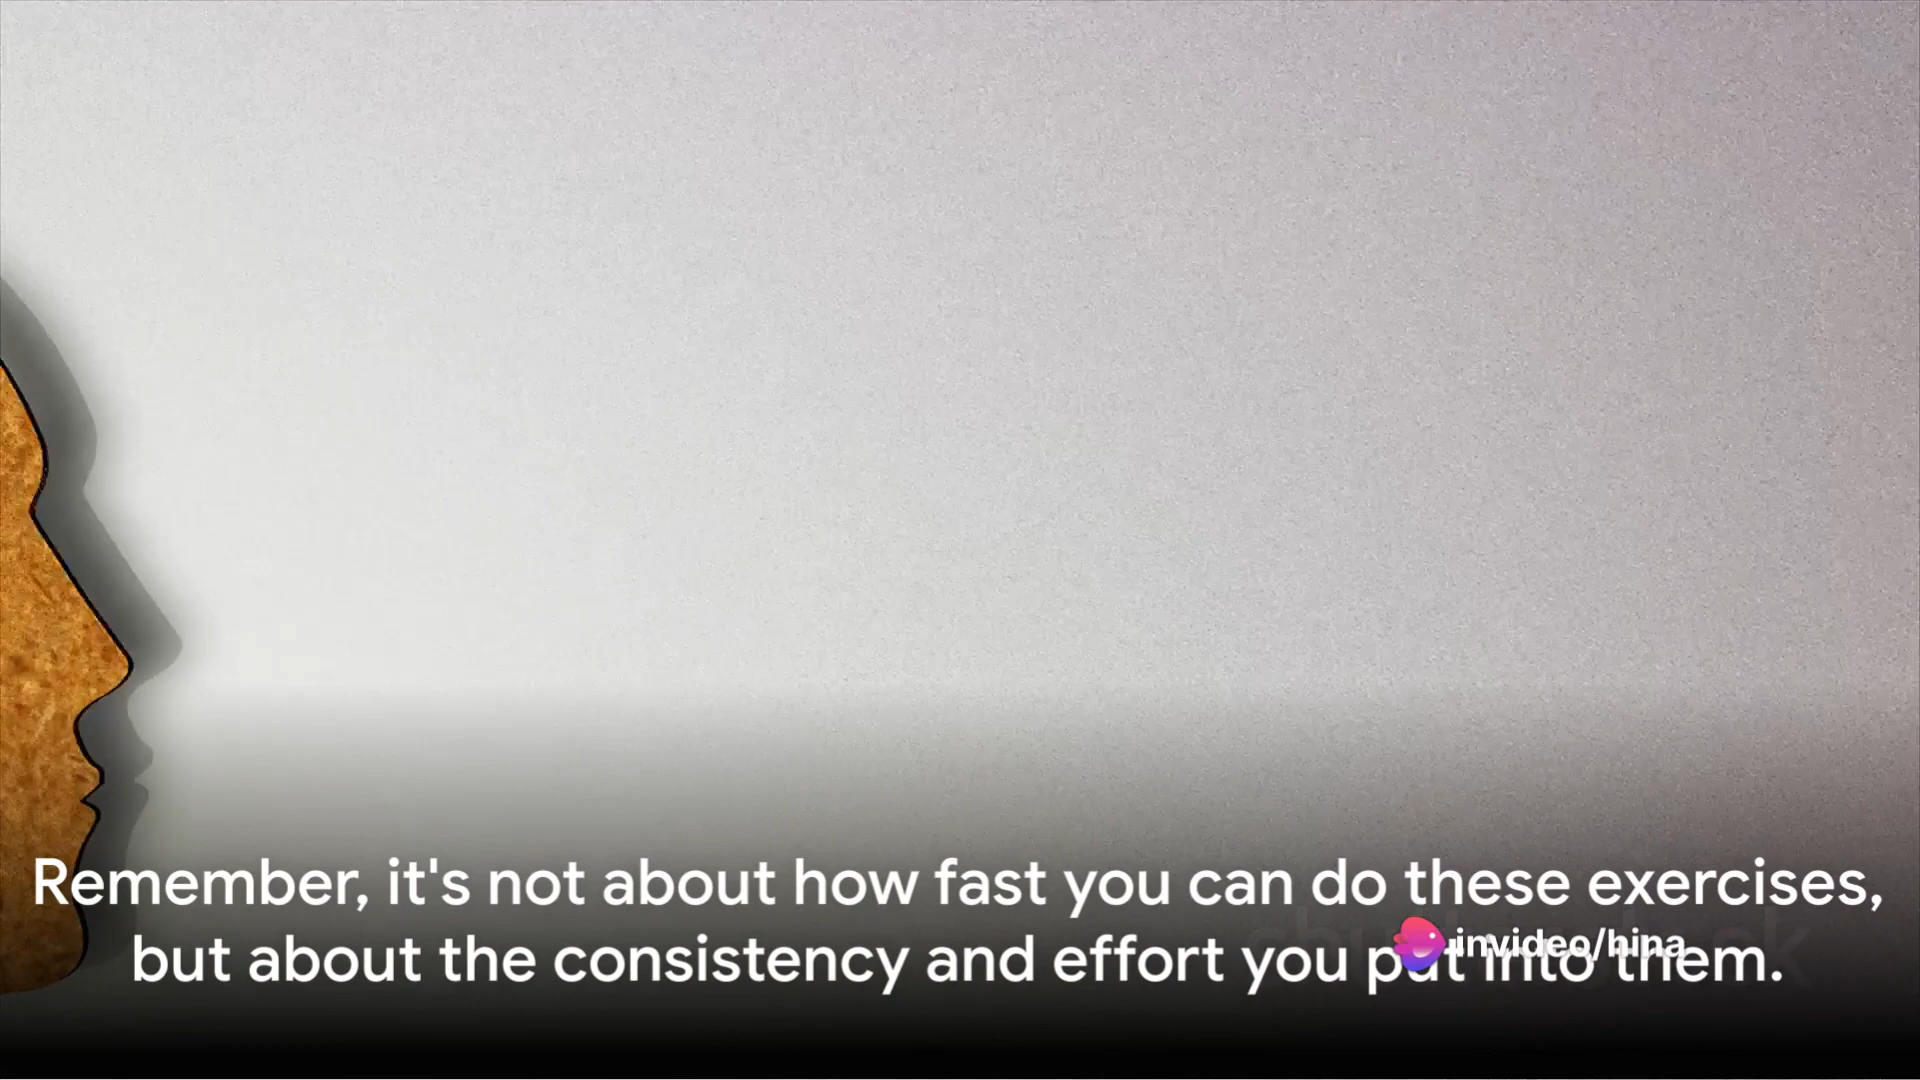 Remember, it's not about how fast you can do these exercises,
but about the consistency and effort you put into them.
invideo/hina